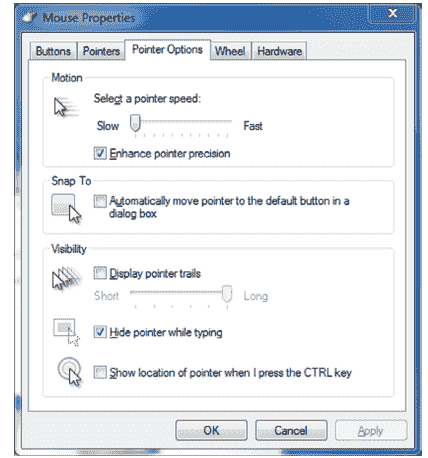 Mouse Properties
Buttons Pointers Pointer Options Wheel Hardware
Motion
Select a pointer speed:
Slow Fast
Enhance pointer precision
Snap To
Automatically move pointer to the default button in a
dialog box
Visibility
Display pointer trails
Short Long
Hide pointer while typing
Show location of pointer when I press the CTRL key
OK Cancel Apply